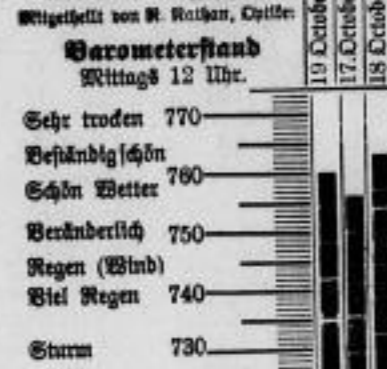 Mitgetheilt von R. Nathan, Optiker
Barometerstand
Mittags 12 Uhr.
19 Octob
17. Octob
18 Octob
Sehr trocken 770
Beständig schön
Schön Wetter 760
Veränderlich 750
Regen (Wind)
Viel Regen 740
Sturm 730